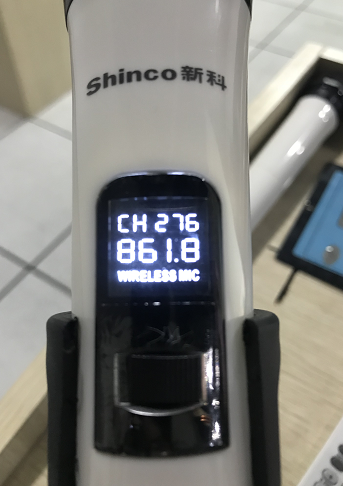 Shinco新科
CH 276
861.8
WIRELESS MIC